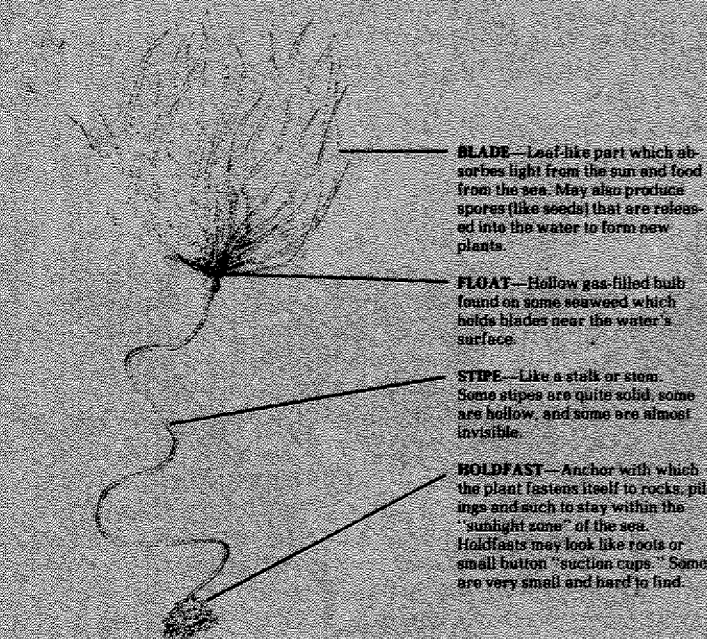 BLADE—Leaf-like part which ab-
sorbes light from the sun and food
from the sea. May also produce
spores (like seeds) that are releas-
ed into the water to form new
plants.
FLOAT—Hollow gas-filled bulb
found on some seaweed which
holds blades near the water's
surface.
STIPE—Like a stalk or stem.
Some stipes are quite solid, some
are hollow, and some are almost
invisible.
HOLDFAST—Anchor with which
the plant fastens itself to rocks, pil
ings and such to stay within the
"sunlight zone" of the sea.
Holdfasts may look like roots or
small button "suction cups." Some
are very small and hard to find.